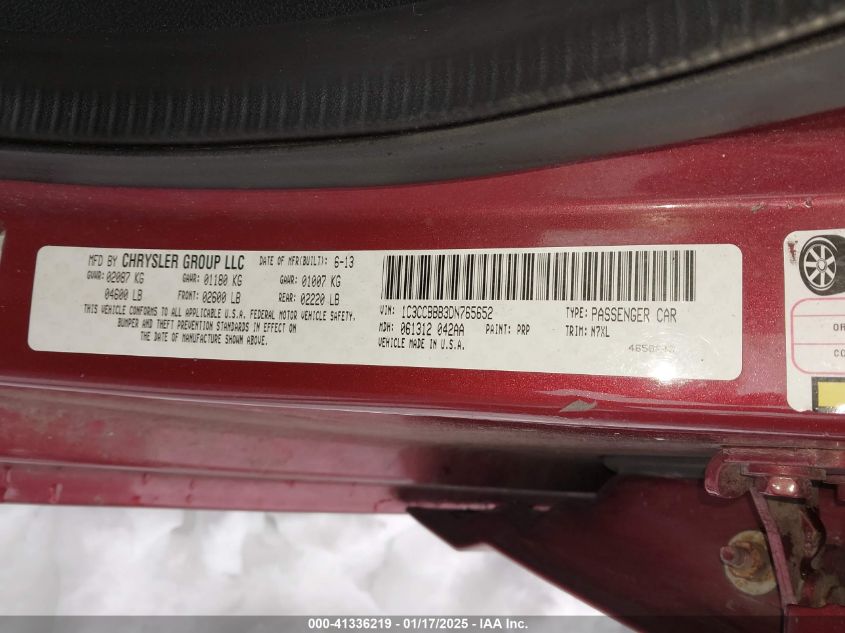 MFD BY CHRYSLER GROUP LLC DATE OF MFR(BUILT): 6-13
GVWR: 02087 KG GAWR: 01180 KG GAWR: 01007 KG
04600 LB FRONT: 02600 LB REAR: 02220 LB
THIS VEHICLE CONFORMS TO ALL APPLICABLE U.S.A. FEDERAL MOTOR VEHICLE SAFETY,
BUMPER AND THEFT PREVENTION STANDARDS IN EFFECT ON
THE DATE OF MANUFACTURE SHOWN ABOVE.
VIN: 1C3CCBBB3DN765652 TYPE: PASSENGER CAR
MDH: 061312 042AA PAINT: PRP TRIM: N7XL
VEHICLE MADE IN U.S.A.
OR
CO
000-41336219 - 01/17/2025 - IAA Inc.